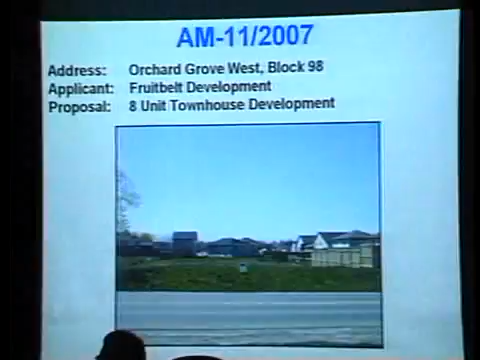 AM-11/2007
Address: Orchard Grove West, Block 98
Applicant: Fruitbelt Development
Proposal: 8 Unit Townhouse Development